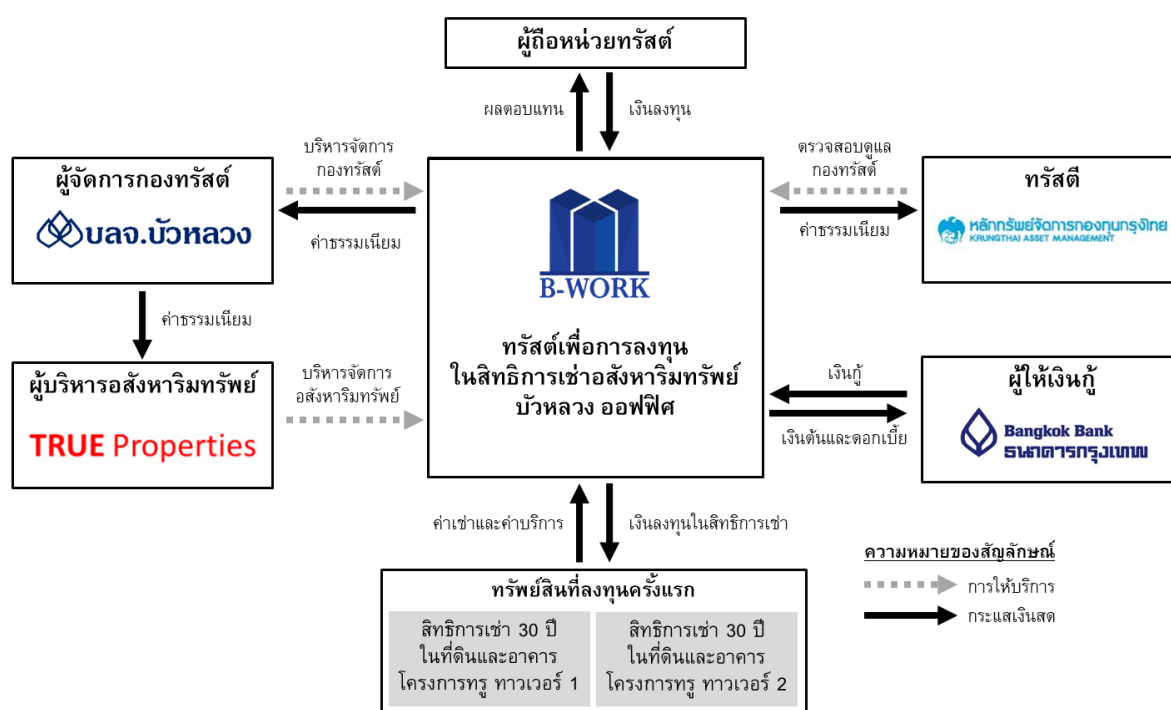 ผู้ถือหน่วยทรัสต์
ผลตอบแทน
เงินลงทุน
บริหารจัดการ
กองทรัสต์
ตรวจสอบดูแล
กองทรัสต์
ผู้จัดการกองทรัสต์
บลจ.บัวหลวง
ค่าธรรมเนียม
B-WORK
ทรัสต์เพื่อการลงทุน
ในสิทธิการเช่าอสังหาริมทรัพย์
บัวหลวง ออฟฟิศ
ค่าธรรมเนียม
ทรัสตี
หลักทรัพย์จัดการกองทุนกรุงไทย
KRUNGTHAI ASSET MANAGEMENT
ค่าธรรมเนียม
ผู้บริหารอสังหาริมทรัพย์
TRUE Properties
บริหารจัดการ
อสังหาริมทรัพย์
เงินกู้
เงินต้นและดอกเบี้ย
ผู้ให้เงินกู้
Bangkok Bank
ธนาคารกรุงเทพ
ค่าเช่าและค่าบริการ
เงินลงทุนในสิทธิการเช่า
ทรัพย์สินที่ลงทุนครั้งแรก
สิทธิการเช่า 30 ปี
ในที่ดินและอาคาร
โครงการทรู ทาวเวอร์ 1
สิทธิการเช่า 30 ปี
ในที่ดินและอาคาร
โครงการทรู ทาวเวอร์ 2
ความหมายของสัญลักษณ์
การให้บริการ
กระแสเงินสด